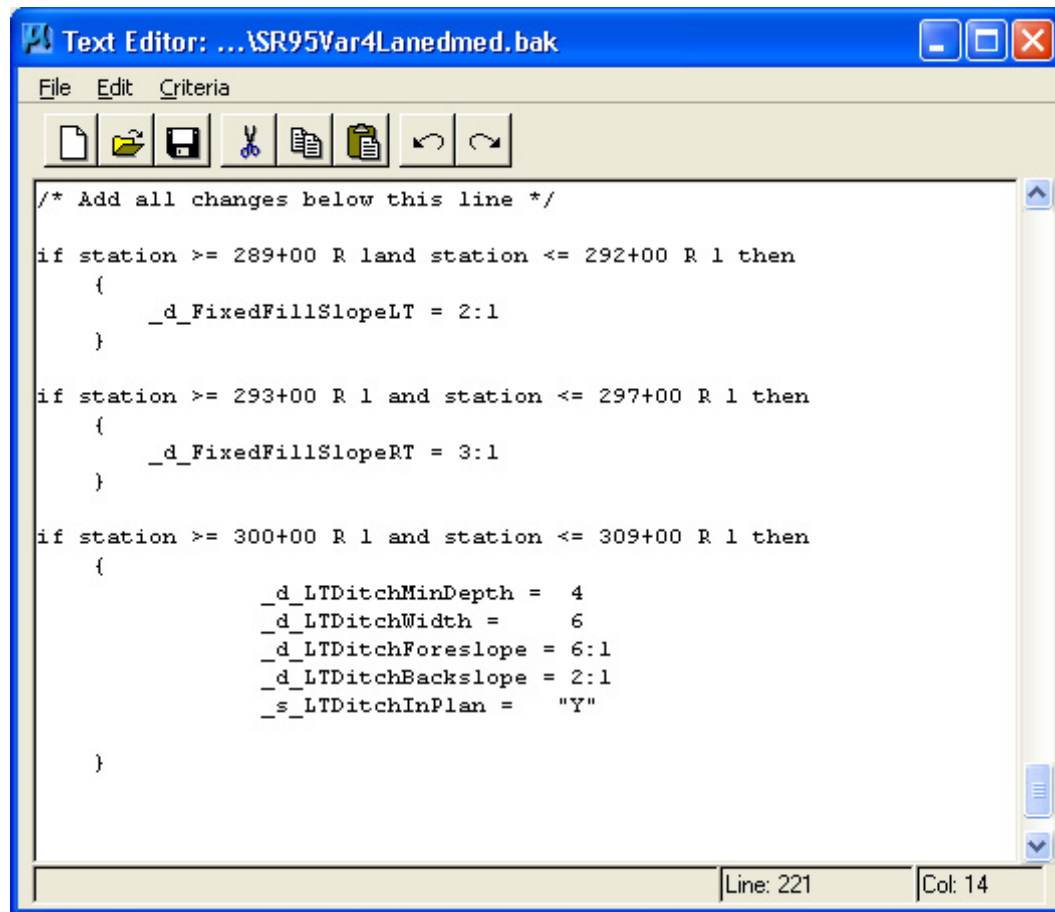 Text Editor: ...\SR95Var4Lanedmed.bak
File Edit Criteria
/* Add all changes below this line */
if station >= 289+00 R 1and station <= 292+00 R 1 then
{
_d_FixedFillSlopeLT = 2:1
}
if station >= 293+00 R 1 and station <= 297+00 R 1 then
{
_d_FixedFillSlopeRT = 3:1
}
if station >= 300+00 R 1 and station <= 309+00 R 1 then
{
_d_LTDitchMinDepth = 4
_d_LTDitchWidth = 6
_d_LTDitchForeslope = 6:1
_d_LTDitchBackslope = 2:1
_s_LTDitchInPlan = "Y"
}
Line: 221 Col: 14